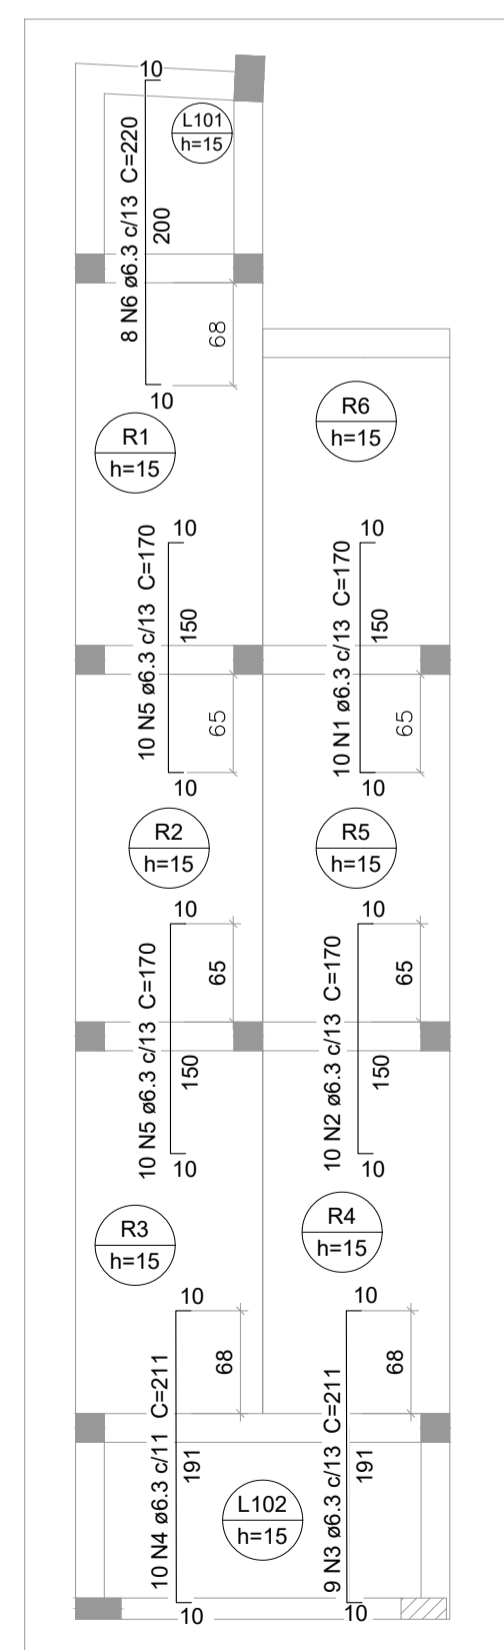 10
L101
h=15
8 N6 ø6.3 c/13 C=220
200
68
10
R1
h=15
R6
h=15
10
10 N5 ø6.3 c/13 C=170
150
65
10
10
10 N1 ø6.3 c/13 C=170
150
65
10
R2
h=15
R5
h=15
10
10 N5 ø6.3 c/13 C=170
65
150
10
10
10 N2 ø6.3 c/13 C=170
65
150
10
R3
h=15
R4
h=15
10
10 N4 ø6.3 c/11 C=211
68
191
10
10
9 N3 ø6.3 c/13 C=211
68
191
10
L102
h=15